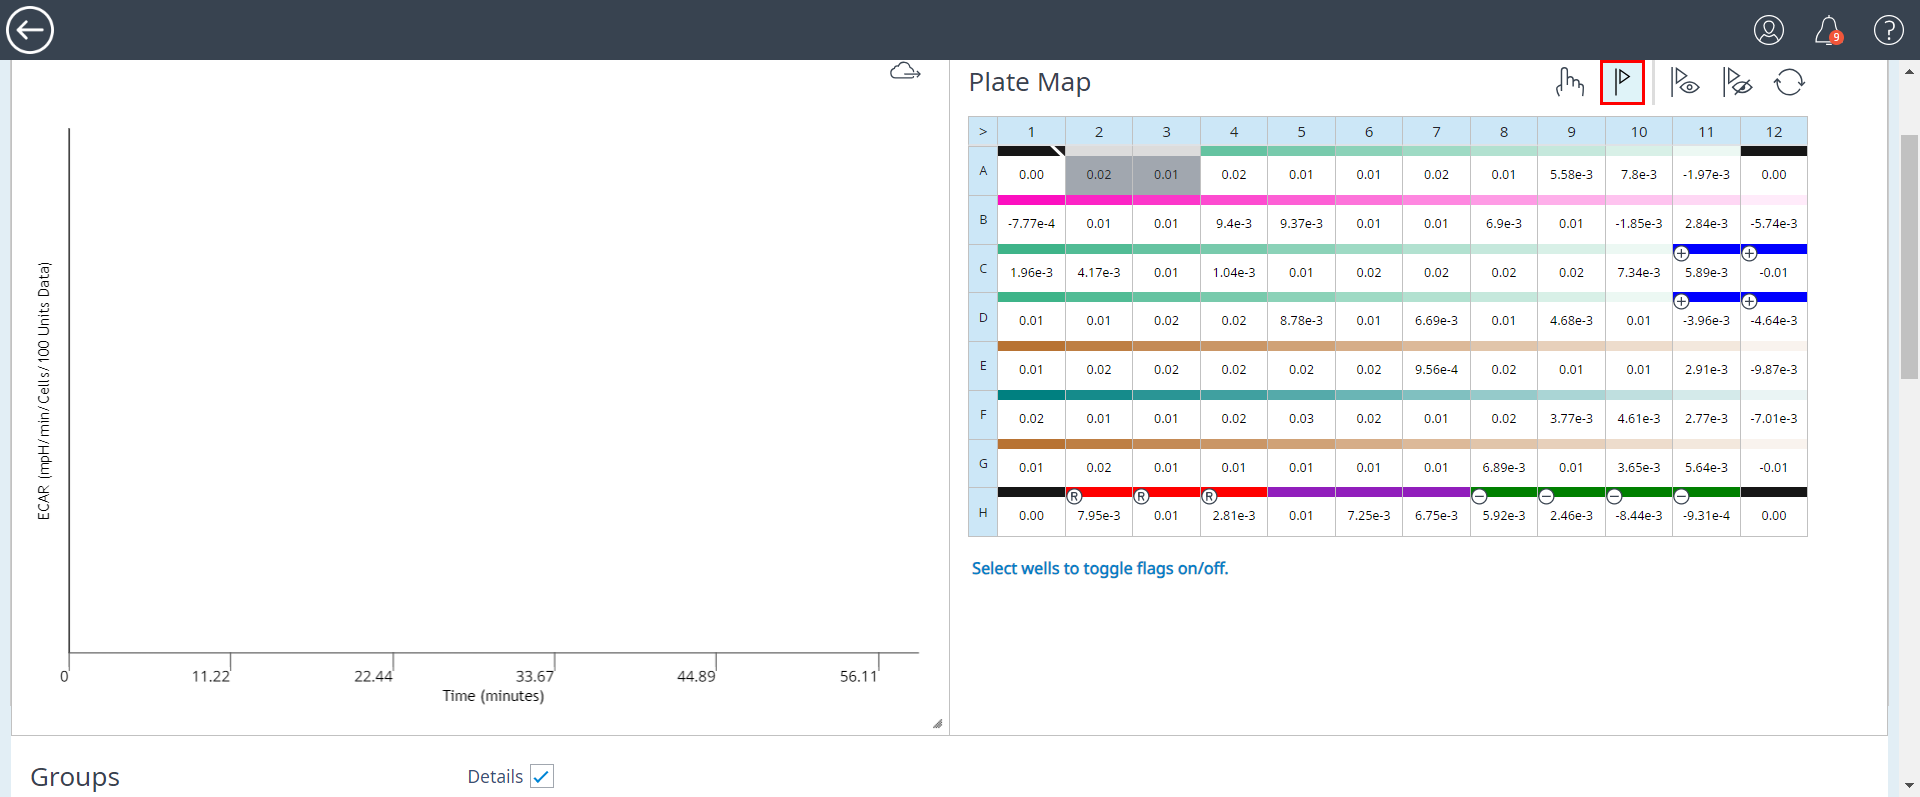 9
Plate Map
> 1 2 3 4 5 6 7 8 9 10 11 12
A 0.00 0.02 0.01 0.02 0.01 0.01 0.02 0.01 5.58e-3 7.8e-3 -1.97e-3 0.00
B -7.77e-4 0.01 0.01 9.4e-3 9.37e-3 0.01 0.01 6.9e-3 0.01 -1.85e-3 2.84e-3 -5.74e-3
C 1.96e-3 4.17e-3 0.01 1.04e-3 0.01 0.02 0.02 0.02 0.02 7.34e-3 5.89e-3 -0.01
D 0.01 0.01 0.02 0.02 8.78e-3 0.01 6.69e-3 0.01 4.68e-3 0.01 -3.96e-3 -4.64e-3
E 0.01 0.02 0.02 0.02 0.02 0.02 9.56e-4 0.02 0.01 0.01 2.91e-3 -9.87e-3
F 0.02 0.01 0.01 0.02 0.03 0.02 0.01 0.02 3.77e-3 4.61e-3 2.77e-3 -7.01e-3
G 0.01 0.02 0.01 0.01 0.01 0.01 0.01 6.89e-3 0.01 3.65e-3 5.64e-3 -0.01
R R R
H 0.00 7.95e-3 0.01 2.81e-3 0.01 7.25e-3 6.75e-3 5.92e-3 2.46e-3 -8.44e-3 -9.31e-4 0.00
Select wells to toggle flags on/off.
ECAR (mpH/min/Cells/100 Units Data)
0 11.22 22.44 33.67 44.89 56.11
Time (minutes)
Groups
Details